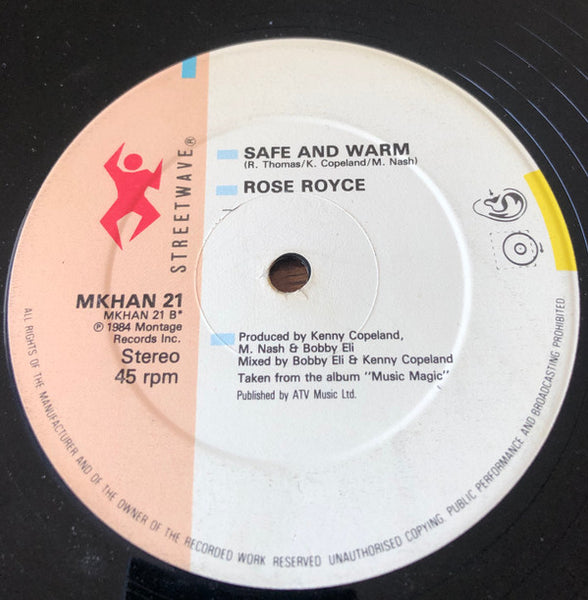 STREETWAVE®
SAFE AND WARM
(R. Thomas/K. Copeland/M. Nash)
ROSE ROYCE
MKHAN 21
MKHAN 21 B*
℗ 1984 Montage
Records Inc.
Stereo
45 rpm
Produced by Kenny Copeland,
M. Nash & Bobby Eli
Mixed by Bobby Eli & Kenny Copeland
Taken from the album "Music Magic"
Published by ATV Music Ltd.
ALL RIGHTS OF THE MANUFACTURER AND OF THE OWNER OF THE RECORDED WORK RESERVED UNAUTHORISED COPYING, PUBLIC PERFORMANCE AND BROADCASTING PROHIBITED